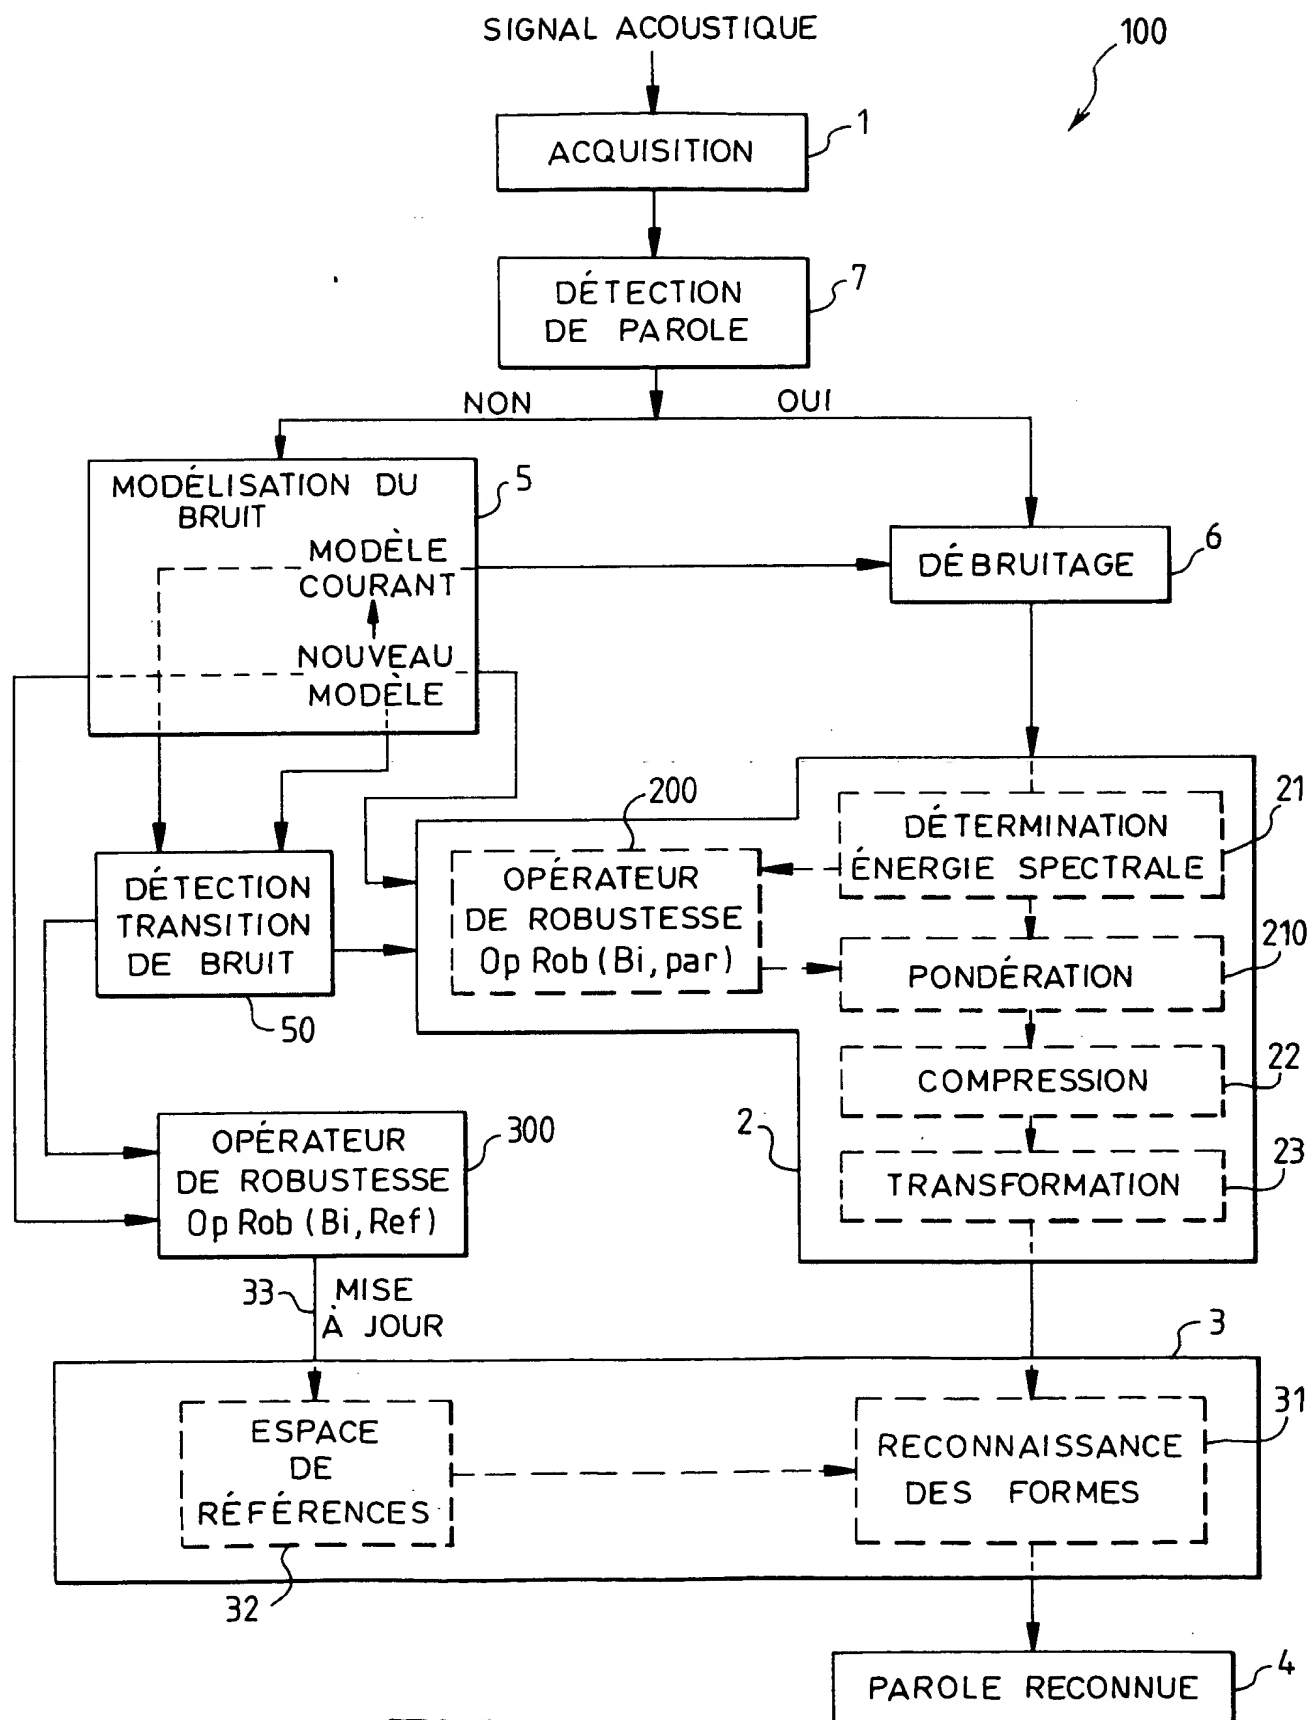 SIGNAL ACOUSTIQUE
100
ACQUISITION
1
DÉTECTION
DE PAROLE
7
NON
OUI
MODÉLISATION DU
BRUIT
5
MODÈLE
COURANT
NOUVEAU
MODÈLE
DÉBRUITAGE
6
200
21
DÉTERMINATION
ÉNERGIE SPECTRALE
OPÉRATEUR
DE ROBUSTESSE
Op Rob (Bi, par)
DÉTECTION
TRANSITION
DE BRUIT
50
PONDÉRATION
210
COMPRESSION
22
2
TRANSFORMATION
23
OPÉRATEUR
DE ROBUSTESSE
Op Rob (Bi, Ref)
300
33
MISE
À JOUR
3
ESPACE
DE
RÉFÉRENCES
32
RECONNAISSANCE
DES FORMES
31
PAROLE RECONNUE
4